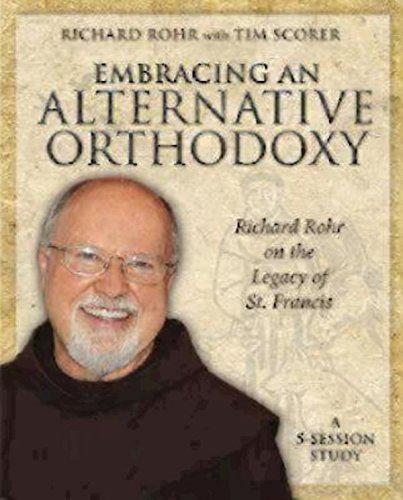 RICHARD ROHR with TIM SCORER
EMBRACING AN
ALTERNATIVE
ORTHODOXY
Richard Rohr
on the
Legacy of
St. Francis
A
5-SESSION
STUDY